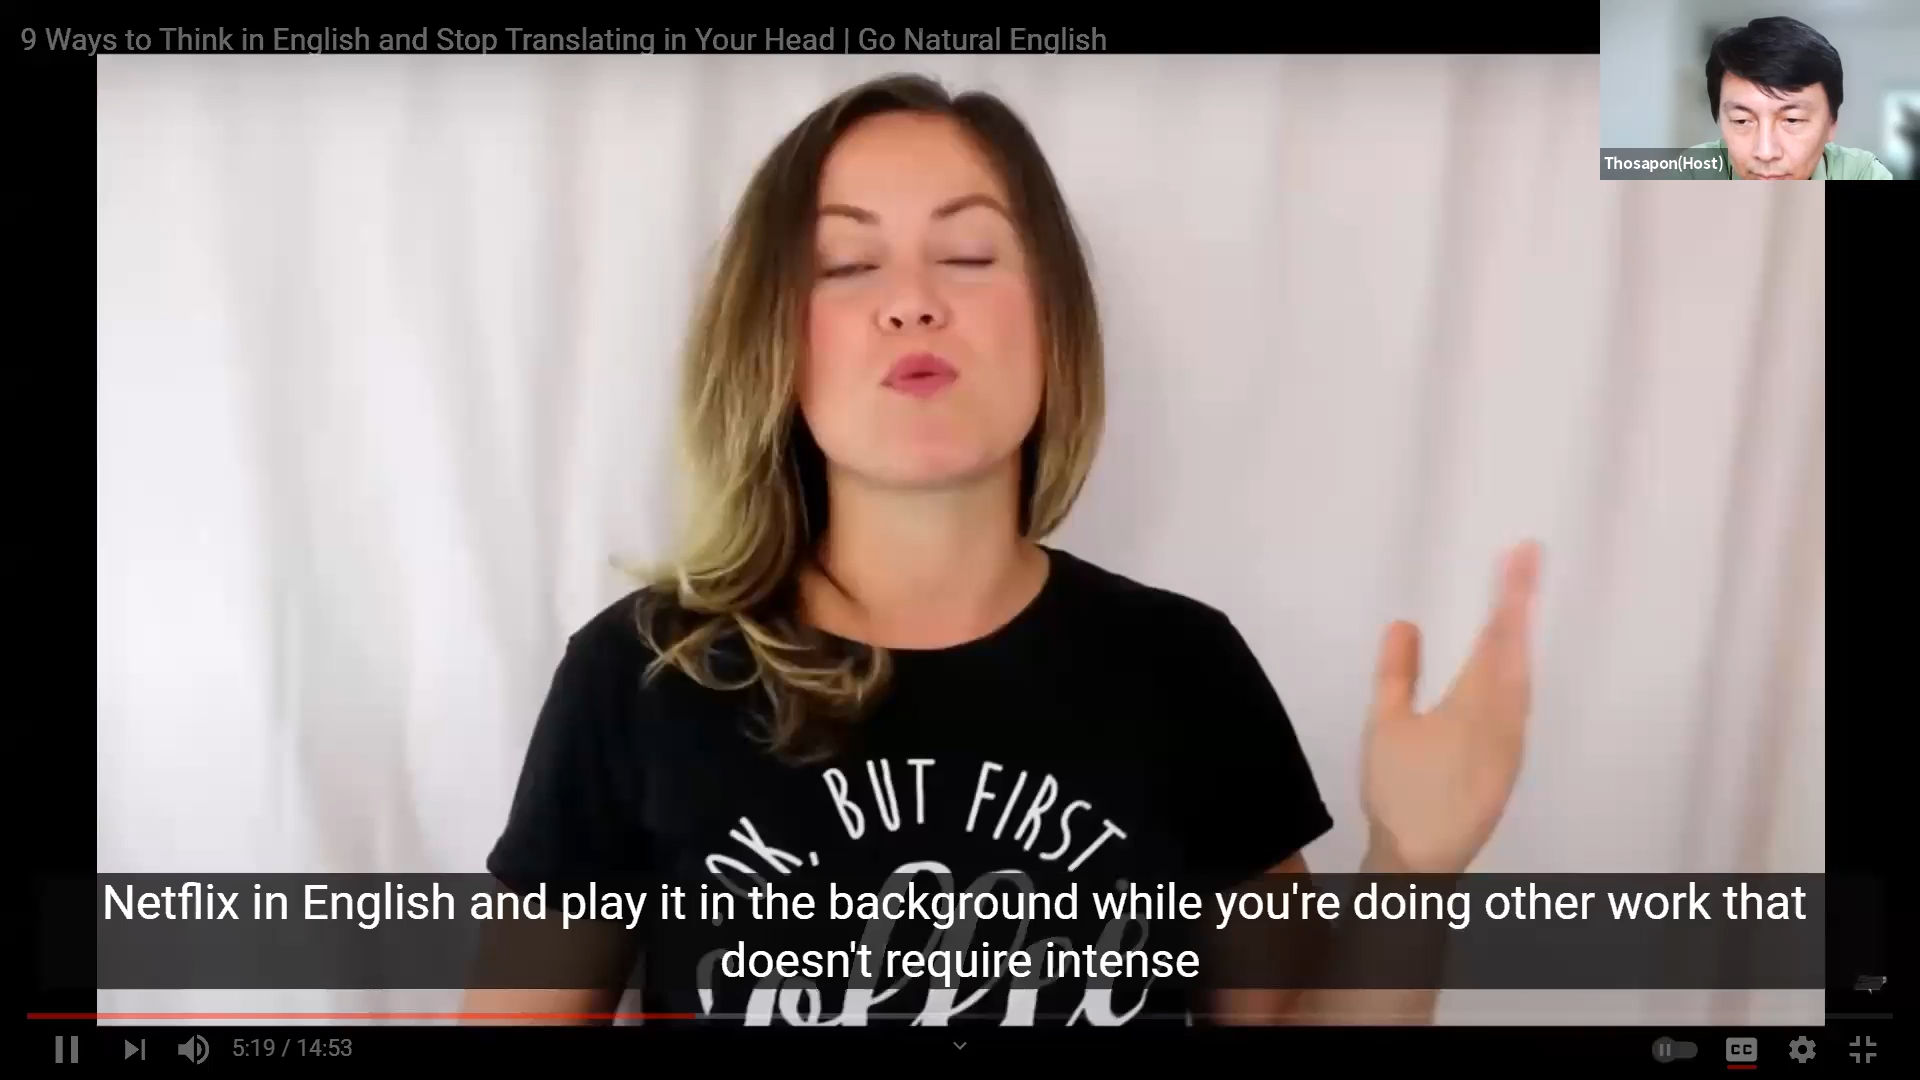 9 Ways to Think in English and Stop Translating in Your Head | Go Natural English
Thosapon(Host)
OK, BUT FIRST
coffee
Netflix in English and play it in the background while you're doing other work that
doesn't require intense
5:19 / 14:53
CC